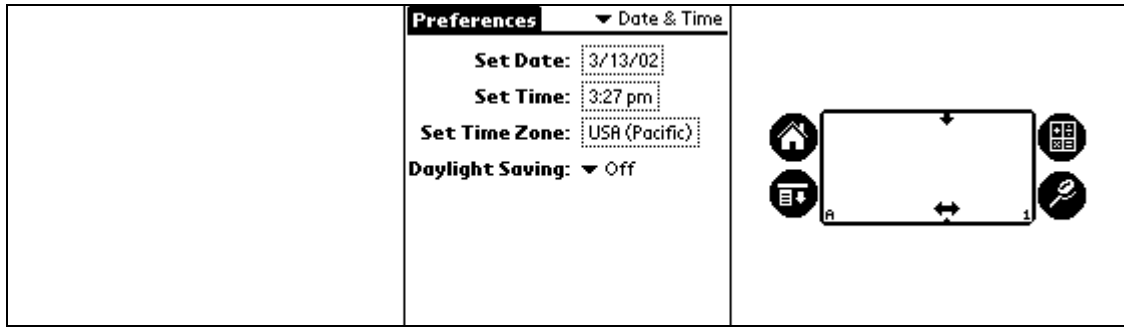 Preferences ▼ Date & Time
Set Date: 3/13/02
Set Time: 3:27 pm
Set Time Zone: USA (Pacific)
Daylight Saving: ▼ Off
A 1